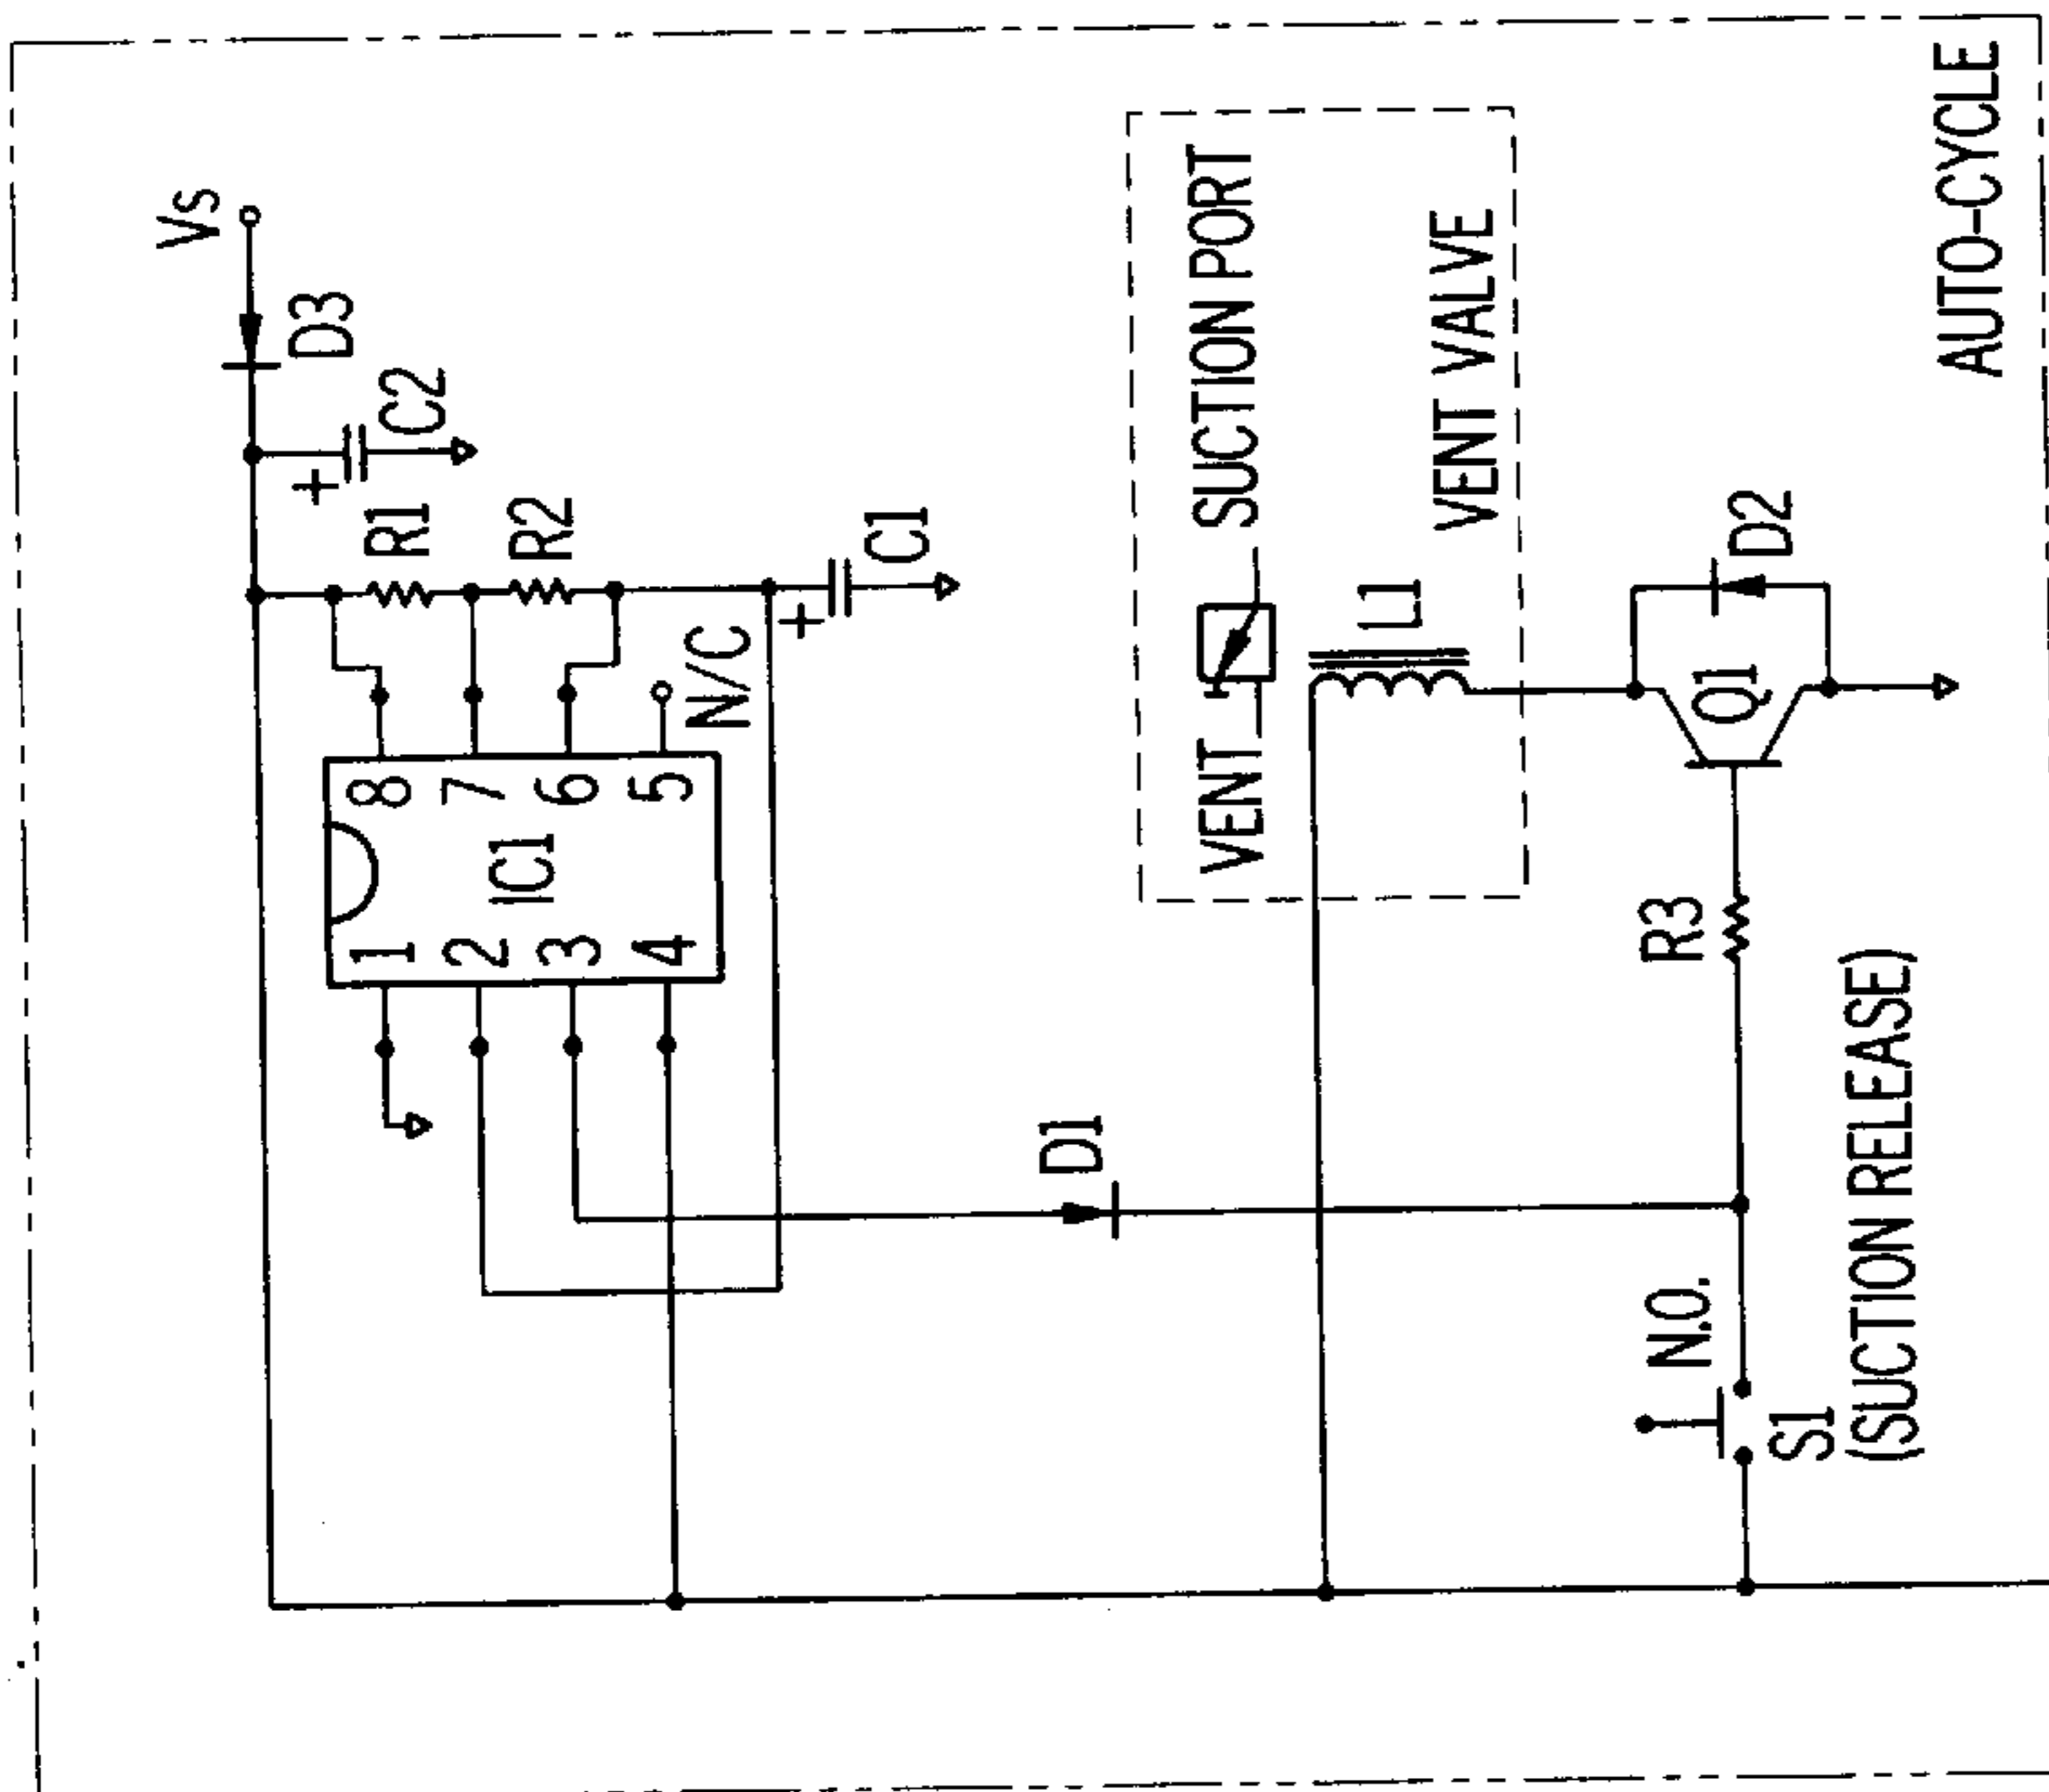 Vs
D3
C2
+
R1
R2
C1
+
N/C
8
7
6
5
IC1
1
2
3
4
D1
SUCTION PORT
VENT
VENT VALVE
L1
D2
Q1
R3
N.O.
S1
(SUCTION RELEASE)
AUTO-CYCLE